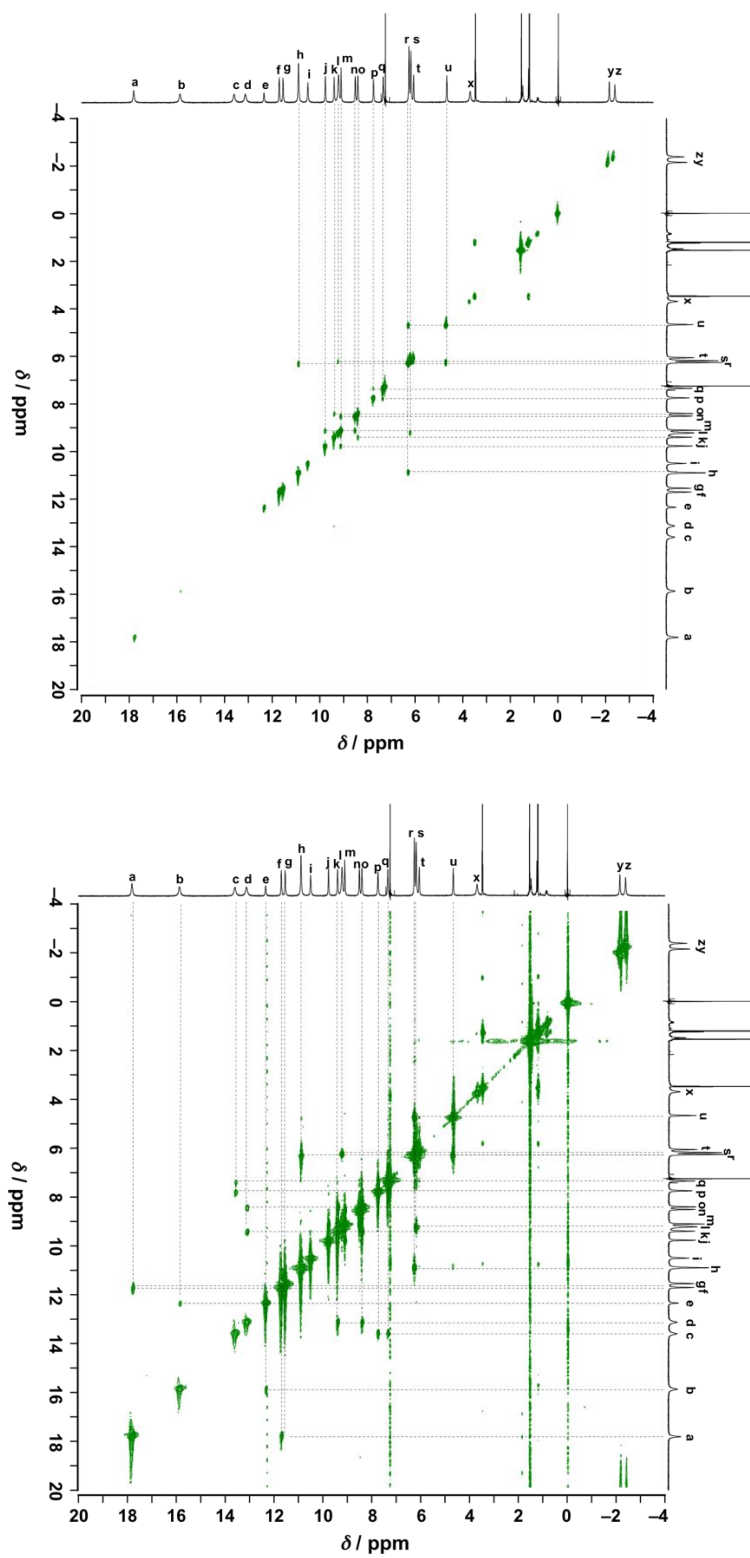 r s
h l m
a b c d e f g i j k n o p q t u x y z
−4
−2
0
2
4
6
8
10
12
14
16
18
20
δ / ppm
z y
x
u
t s r
q p o n m l k j
i
h
g f
e
d
c
b
a
20 18 16 14 12 10 8 6 4 2 0 −2 −4
δ / ppm
r s
h l m
a b c d e f g i j k n o p q t u x y z
−4
−2
0
2
4
6
8
10
12
14
16
18
20
δ / ppm
z y
x
u
t s r
q p o n m l k j
i
h
g f
e
d
c
b
a
20 18 16 14 12 10 8 6 4 2 0 −2 −4
δ / ppm